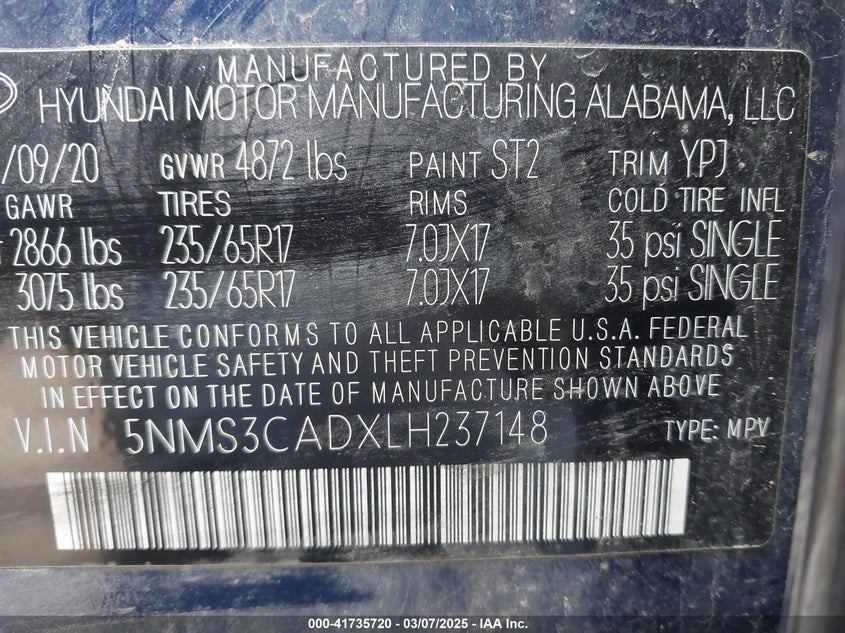 MANUFACTURED BY
HYUNDAI MOTOR MANUFACTURING ALABAMA, LLC
/09/20 GVWR 4872 lbs PAINT ST2 TRIM YPJ
GAWR TIRES RIMS COLD TIRE INFL
2866 lbs 235/65R17 7.0JX17 35 psi SINGLE
3075 lbs 235/65R17 7.0JX17 35 psi SINGLE
THIS VEHICLE CONFORMS TO ALL APPLICABLE U.S.A. FEDERAL
MOTOR VEHICLE SAFETY AND THEFT PREVENTION STANDARDS
IN EFFECT ON THE DATE OF MANUFACTURE SHOWN ABOVE
V.I.N 5NMS3CADXLH237148 TYPE: MPV
000-41735720 — 03/07/2025 — IAA Inc.